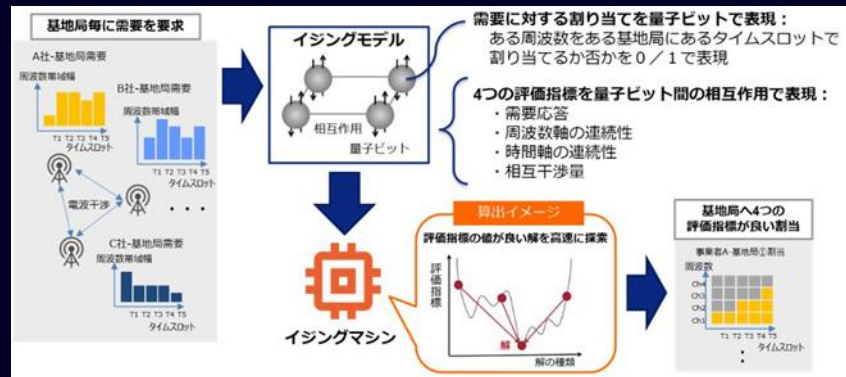 基地局毎に需要を要求
A社-基地局需要
周波数帯域幅
T1 T2 T3 T4 T5
タイムスロット
B社-基地局需要
周波数帯域幅
T1 T2 T3 T4 T5
タイムスロット
電波干渉
・・・
C社-基地局需要
周波数帯域幅
T1 T2 T3 T4 T5
タイムスロット
イジングモデル
相互作用
量子ビット
需要に対する割り当てを量子ビットで表現：
ある周波数をある基地局にあるタイムスロットで
割り当てるか否かを０／１で表現
4つの評価指標を量子ビット間の相互作用で表現：
・需要応答
・周波数軸の連続性
・時間軸の連続性
・相互干渉量
イジングマシン
算出イメージ
評価指標の値が良い解を高速に探索
評価指標
解
解の種類
基地局へ4つの
評価指標が良い割当
事業者A-基地局①割当
周波数
Ch4
Ch3
Ch2
Ch1
T1 T2 T3 T4 T5
タイムスロット
：